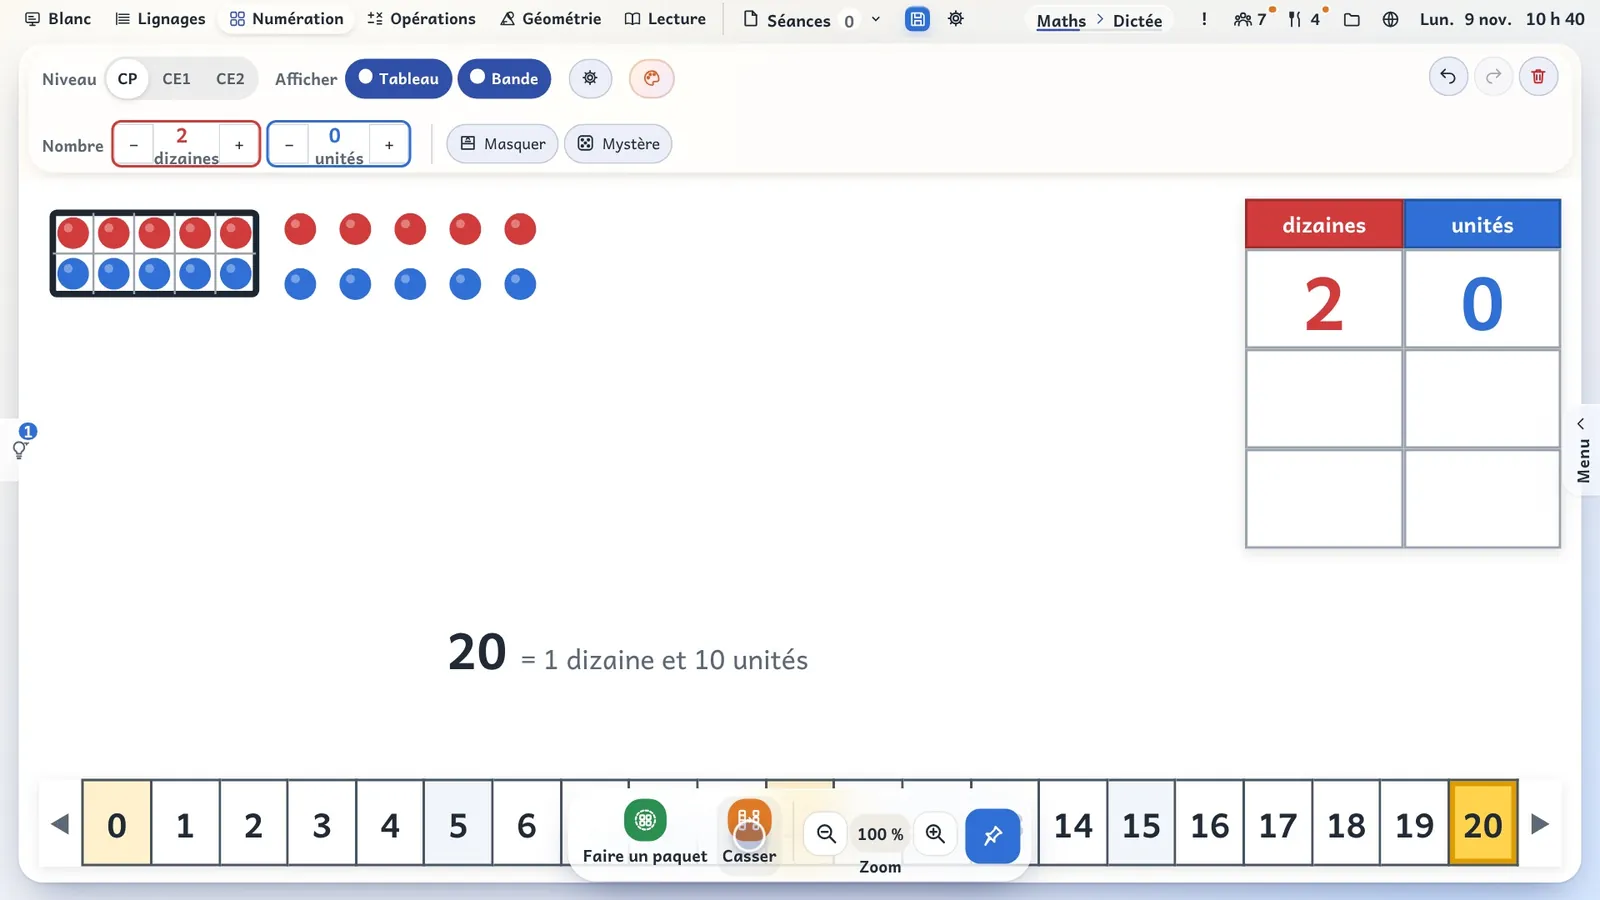 Blanc Lignages Numération Opérations Géométrie Lecture Séances 0 Maths > Dictée ! 7 4 Lun. 9 nov. 10 h 40
Niveau CP CE1 CE2 Afficher Tableau Bande
Nombre − 2 dizaines + − 0 unités + Masquer Mystère
dizaines unités
2 0
1
Menu
20 = 1 dizaine et 10 unités
0 1 2 3 4 5 6 14 15 16 17 18 19 20
Faire un paquet Casser 100 % Zoom